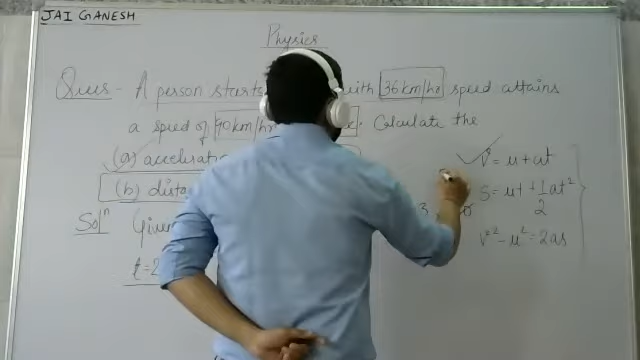 JAI GANESH
Physics
Ques - A person starts with 36 km/hr speed attains
a speed of 90 km/hr Calculate the
(a) acceleration
(b) distance
Solⁿ Given
t = 2
v = u + at
s = ut + 1/2 at²
v² - u² = 2as